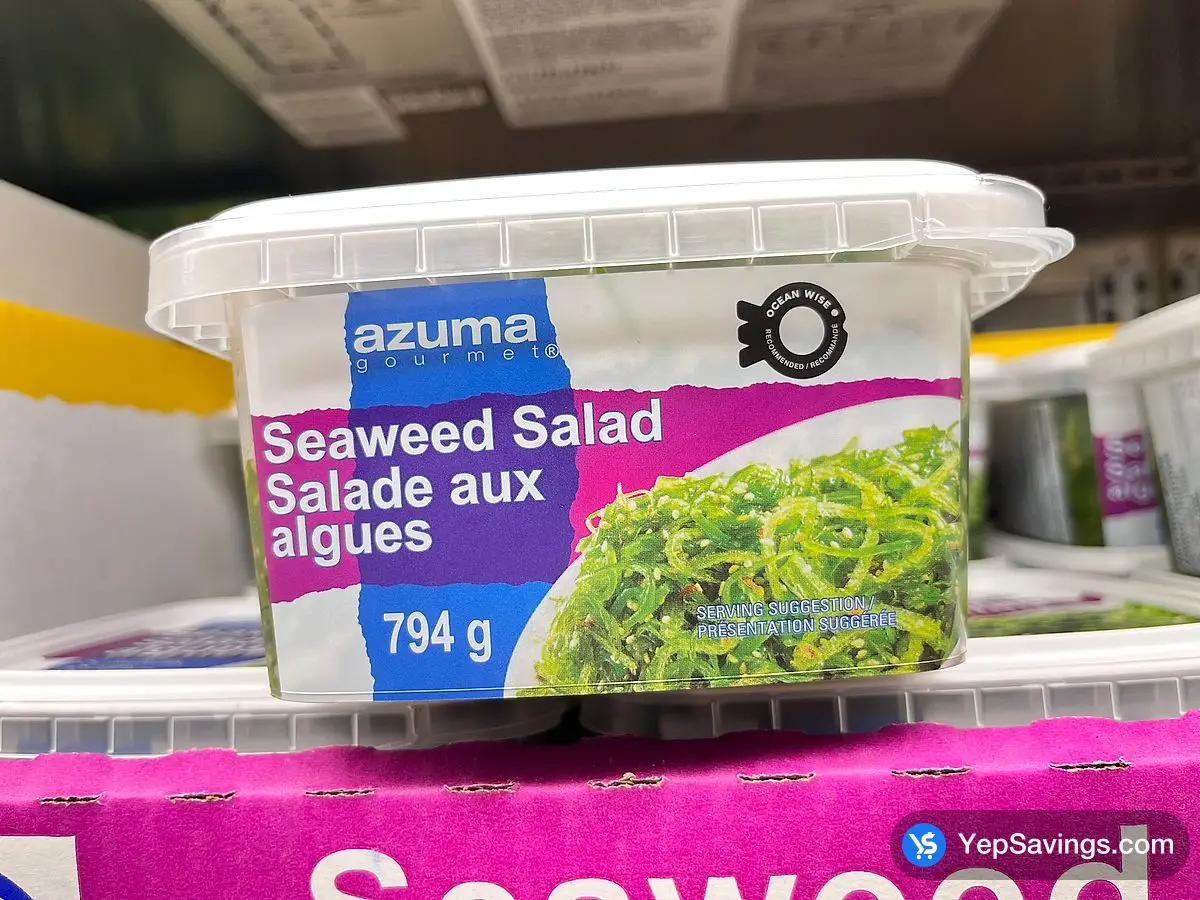 azuma
gourmet®
OCEAN WISE
RECOMMENDED / RECOMMANDÉ
Seaweed Salad
Salade aux
algues
794 g
SERVING SUGGESTION /
PRÉSENTATION SUGGÉRÉE
YepSavings.com
Seaweed